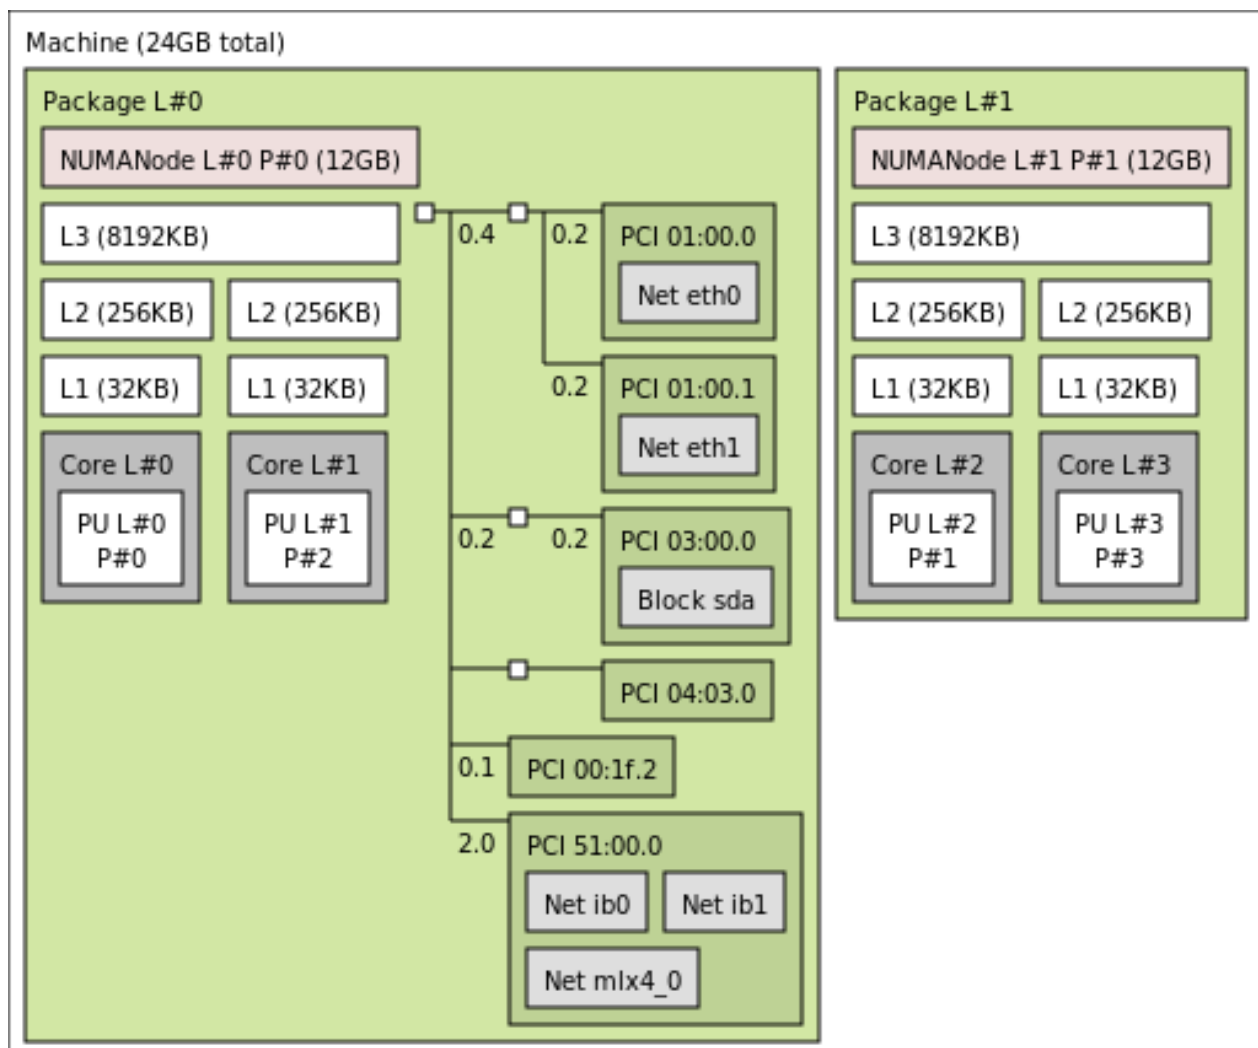 Machine (24GB total)
Package L#0
NUMANode L#0 P#0 (12GB)
L3 (8192KB)
L2 (256KB)
L2 (256KB)
L1 (32KB)
L1 (32KB)
Core L#0
PU L#0
P#0
Core L#1
PU L#1
P#2
0.4
0.2
PCI 01:00.0
Net eth0
0.2
PCI 01:00.1
Net eth1
0.2
0.2
PCI 03:00.0
Block sda
PCI 04:03.0
0.1
PCI 00:1f.2
2.0
PCI 51:00.0
Net ib0
Net ib1
Net mlx4_0
Package L#1
NUMANode L#1 P#1 (12GB)
L3 (8192KB)
L2 (256KB)
L2 (256KB)
L1 (32KB)
L1 (32KB)
Core L#2
PU L#2
P#1
Core L#3
PU L#3
P#3